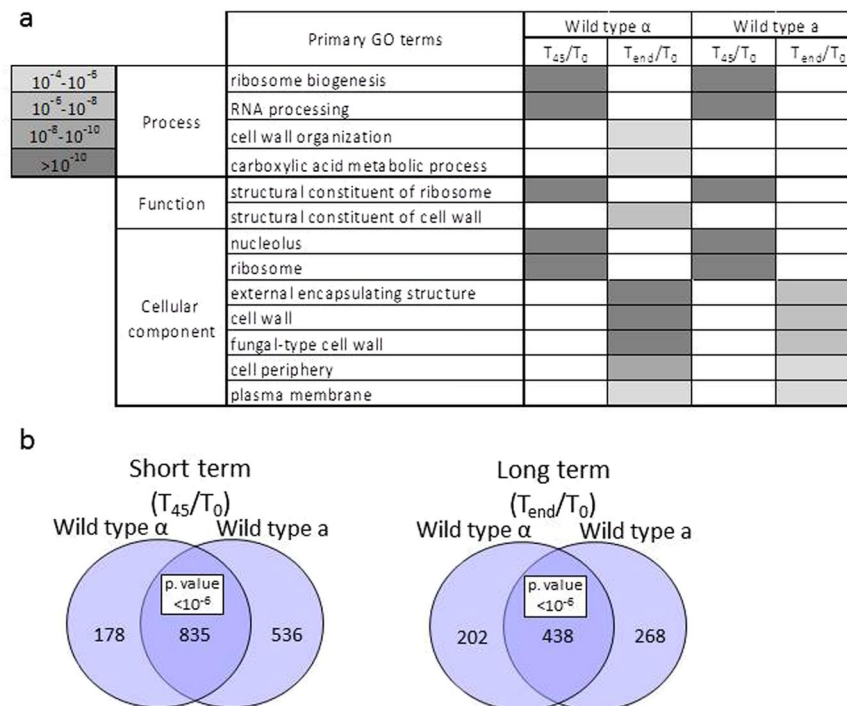 a
Primary GO terms
Wild type α
Wild type a
T45/T0
Tend/T0
T45/T0
Tend/T0
10-4-10-6
10-6-10-8
10-8-10-10
>10-10
Process
ribosome biogenesis
RNA processing
cell wall organization
carboxylic acid metabolic process
Function
structural constituent of ribosome
structural constituent of cell wall
Cellular
component
nucleolus
ribosome
external encapsulating structure
cell wall
fungal-type cell wall
cell periphery
plasma membrane
b
Short term
(T45/T0)
Wild type α
Wild type a
p. value
<10-6
178
835
536
Long term
(Tend/T0)
Wild type α
Wild type a
p. value
<10-6
202
438
268